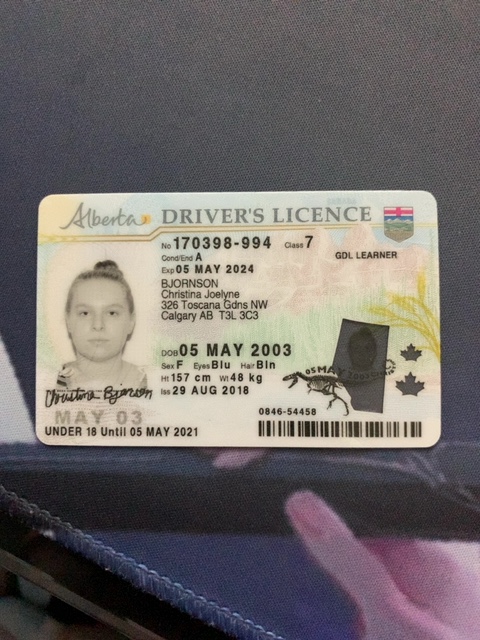 Alberta DRIVER'S LICENCE
No 170398-994 Class 7
Cond/End A GDL LEARNER
Exp 05 MAY 2024
BJORNSON
Christina Joelyne
326 Toscana Gdns NW
Calgary AB T3L 3C3
DOB 05 MAY 2003
Sex F Eyes Blu Hair Bln
Ht 157 cm Wt 48 kg
Iss 29 AUG 2018
05 MAY 2003
Christina Bjornson
MAY 03
0846-54458
UNDER 18 Until 05 MAY 2021